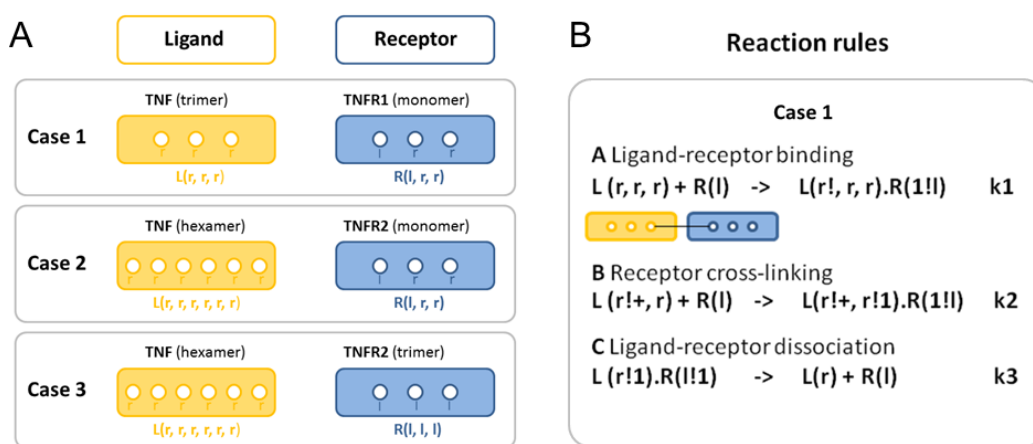 A
Ligand
Receptor
Case 1
TNF (trimer)
r r r
L(r, r, r)
TNFR1 (monomer)
l r r
R(l, r, r)
Case 2
TNF (hexamer)
r r r r r r
L(r, r, r, r, r, r)
TNFR2 (monomer)
l r r
R(l, r, r)
Case 3
TNF (hexamer)
r r r r r r
L(r, r, r, r, r, r)
TNFR2 (trimer)
l l l
R(l, l, l)
B
Reaction rules
Case 1
A Ligand-receptor binding
L (r, r, r) + R(l) -> L(r!, r, r).R(1!l) k1
B Receptor cross-linking
L (r!+, r) + R(l) -> L(r!+, r!1).R(1!l) k2
C Ligand-receptor dissociation
L (r!1).R(l!1) -> L(r) + R(l) k3